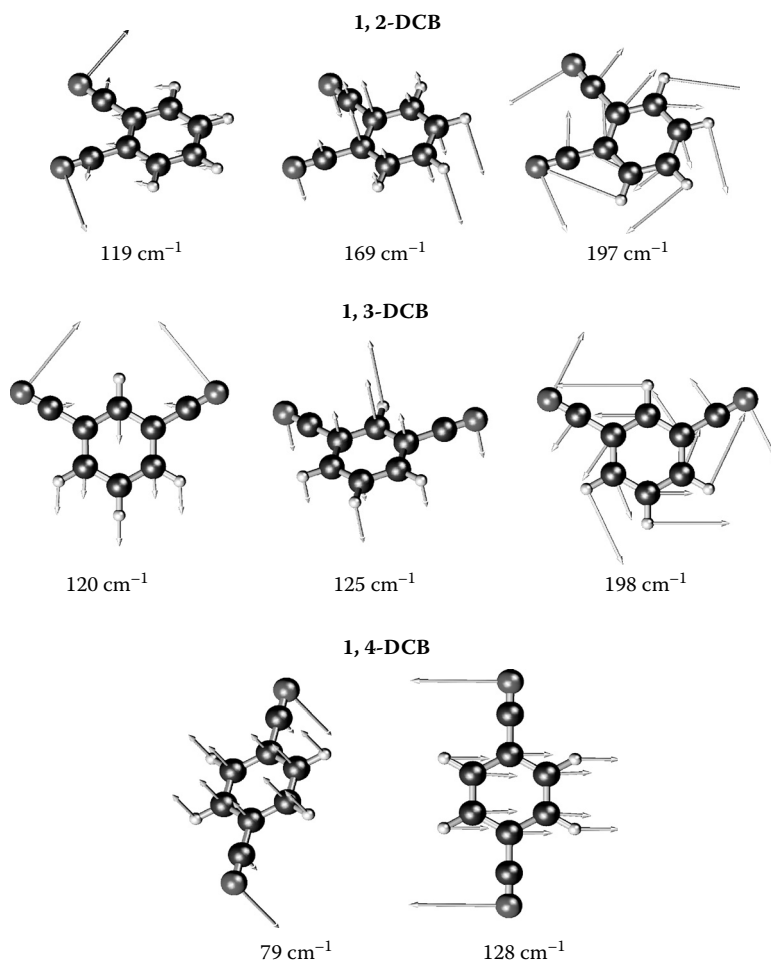 1, 2-DCB
119 cm⁻¹ 169 cm⁻¹ 197 cm⁻¹
1, 3-DCB
120 cm⁻¹ 125 cm⁻¹ 198 cm⁻¹
1, 4-DCB
79 cm⁻¹ 128 cm⁻¹